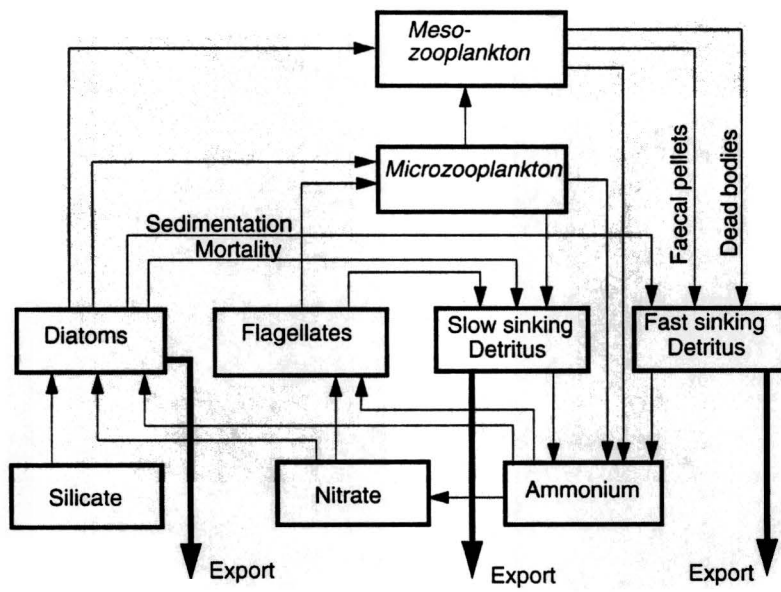 Meso-
zooplankton
Microzooplankton
Sedimentation
Mortality
Faecal pellets
Dead bodies
Diatoms
Flagellates
Slow sinking
Detritus
Fast sinking
Detritus
Silicate
Nitrate
Ammonium
Export
Export
Export